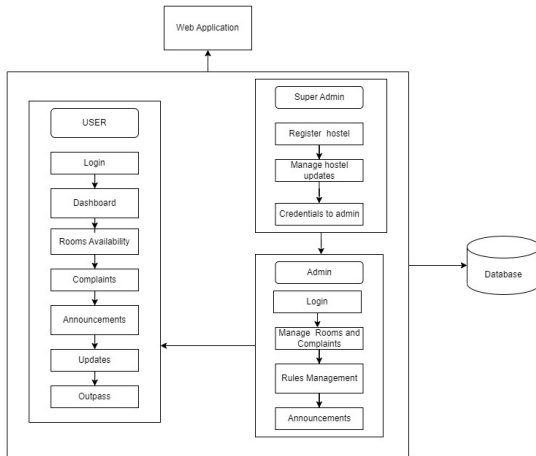 Web Application
USER
Login
Dashboard
Rooms Availability
Complaints
Announcements
Updates
Outpass
Super Admin
Register hostel
Manage hostel
updates
Credentials to admin
Admin
Login
Manage Rooms and
Complaints
Rules Management
Announcements
Database